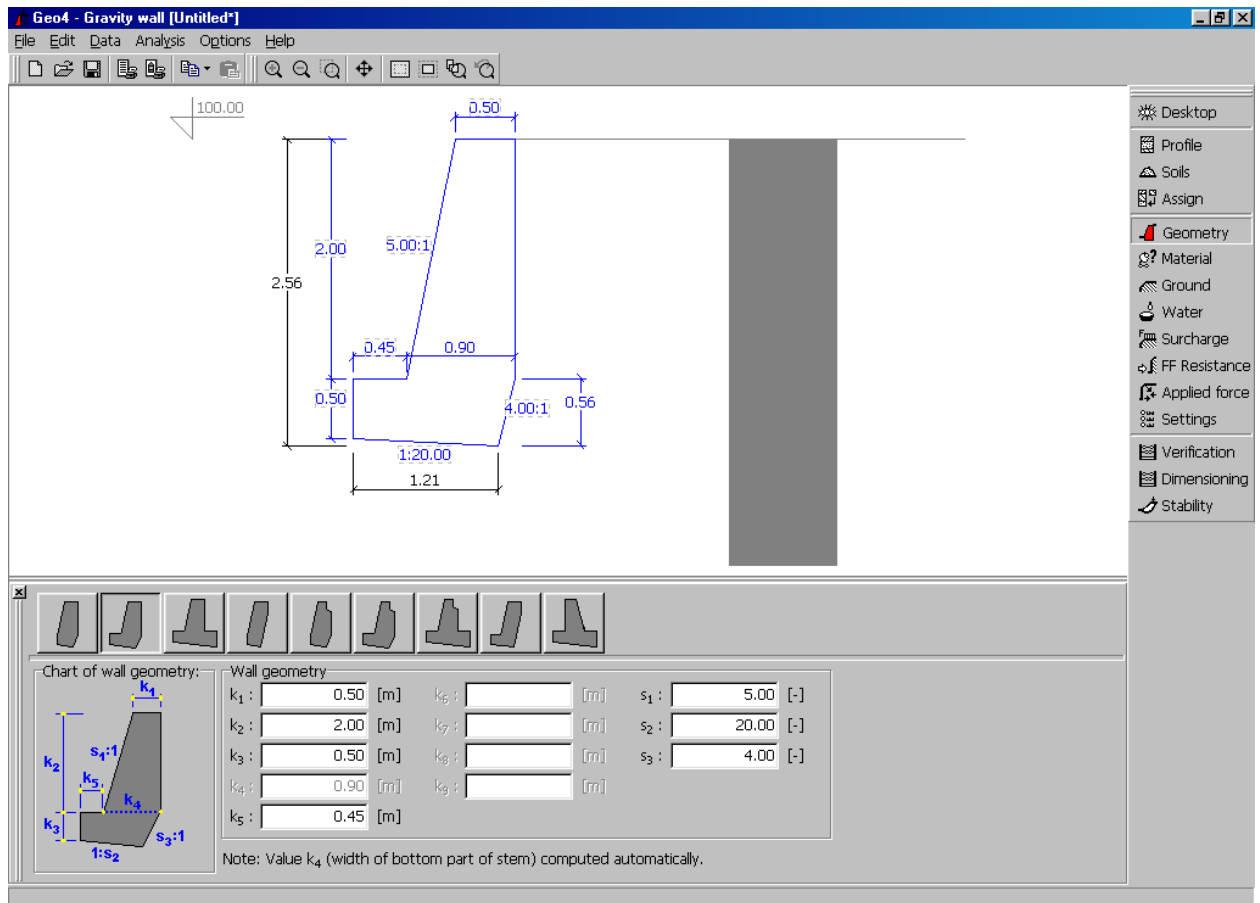 Geo4 - Gravity wall [Untitled*]
File Edit Data Analysis Options Help
100.00
0.50
2.00
5.00:1
2.56
0.45
0.90
0.50
4.00:1
0.56
1:20.00
1.21
Desktop
Profile
Soils
Assign
Geometry
Material
Ground
Water
Surcharge
FF Resistance
Applied force
Settings
Verification
Dimensioning
Stability
Chart of wall geometry:
k1
k2
s1:1
k5
k4
k3
s3:1
1:s2
Wall geometry
k1 : 0.50 [m] k6 : [m] s1 : 5.00 [-]
k2 : 2.00 [m] k7 : [m] s2 : 20.00 [-]
k3 : 0.50 [m] k8 : [m] s3 : 4.00 [-]
k4 : 0.90 [m] k9 : [m]
k5 : 0.45 [m]
Note: Value k4 (width of bottom part of stem) computed automatically.